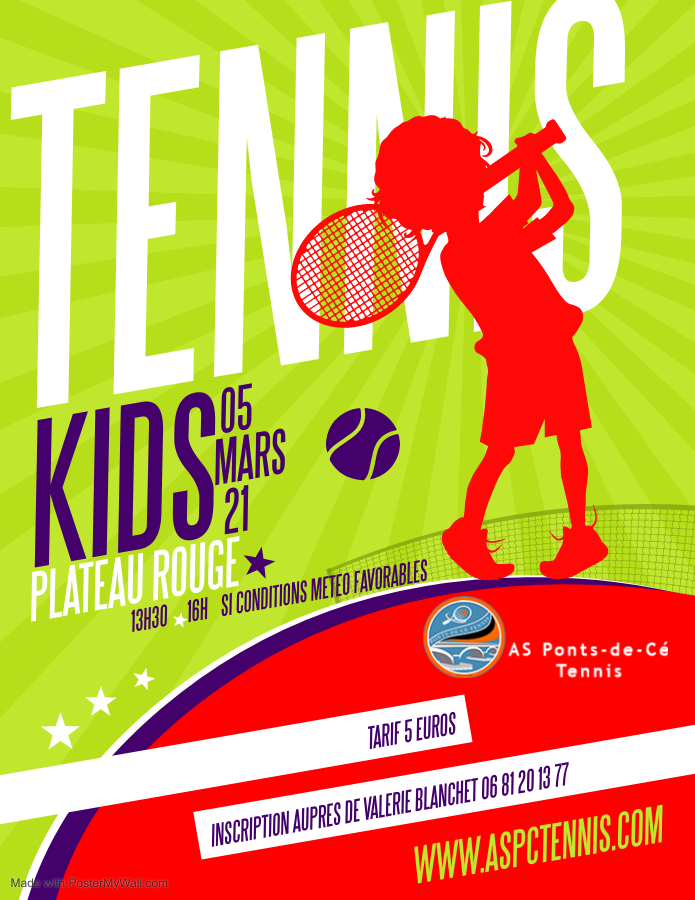 TENNIS
KIDS
05
MARS
21
PLATEAU ROUGE
13H30 16H SI CONDITIONS METEO FAVORABLES
AS Ponts-de-Cé
Tennis
TARIF 5 EUROS
INSCRIPTION AUPRES DE VALERIE BLANCHET 06 81 20 13 77
WWW.ASPCTENNIS.COM
Made with PosterMyWall.com